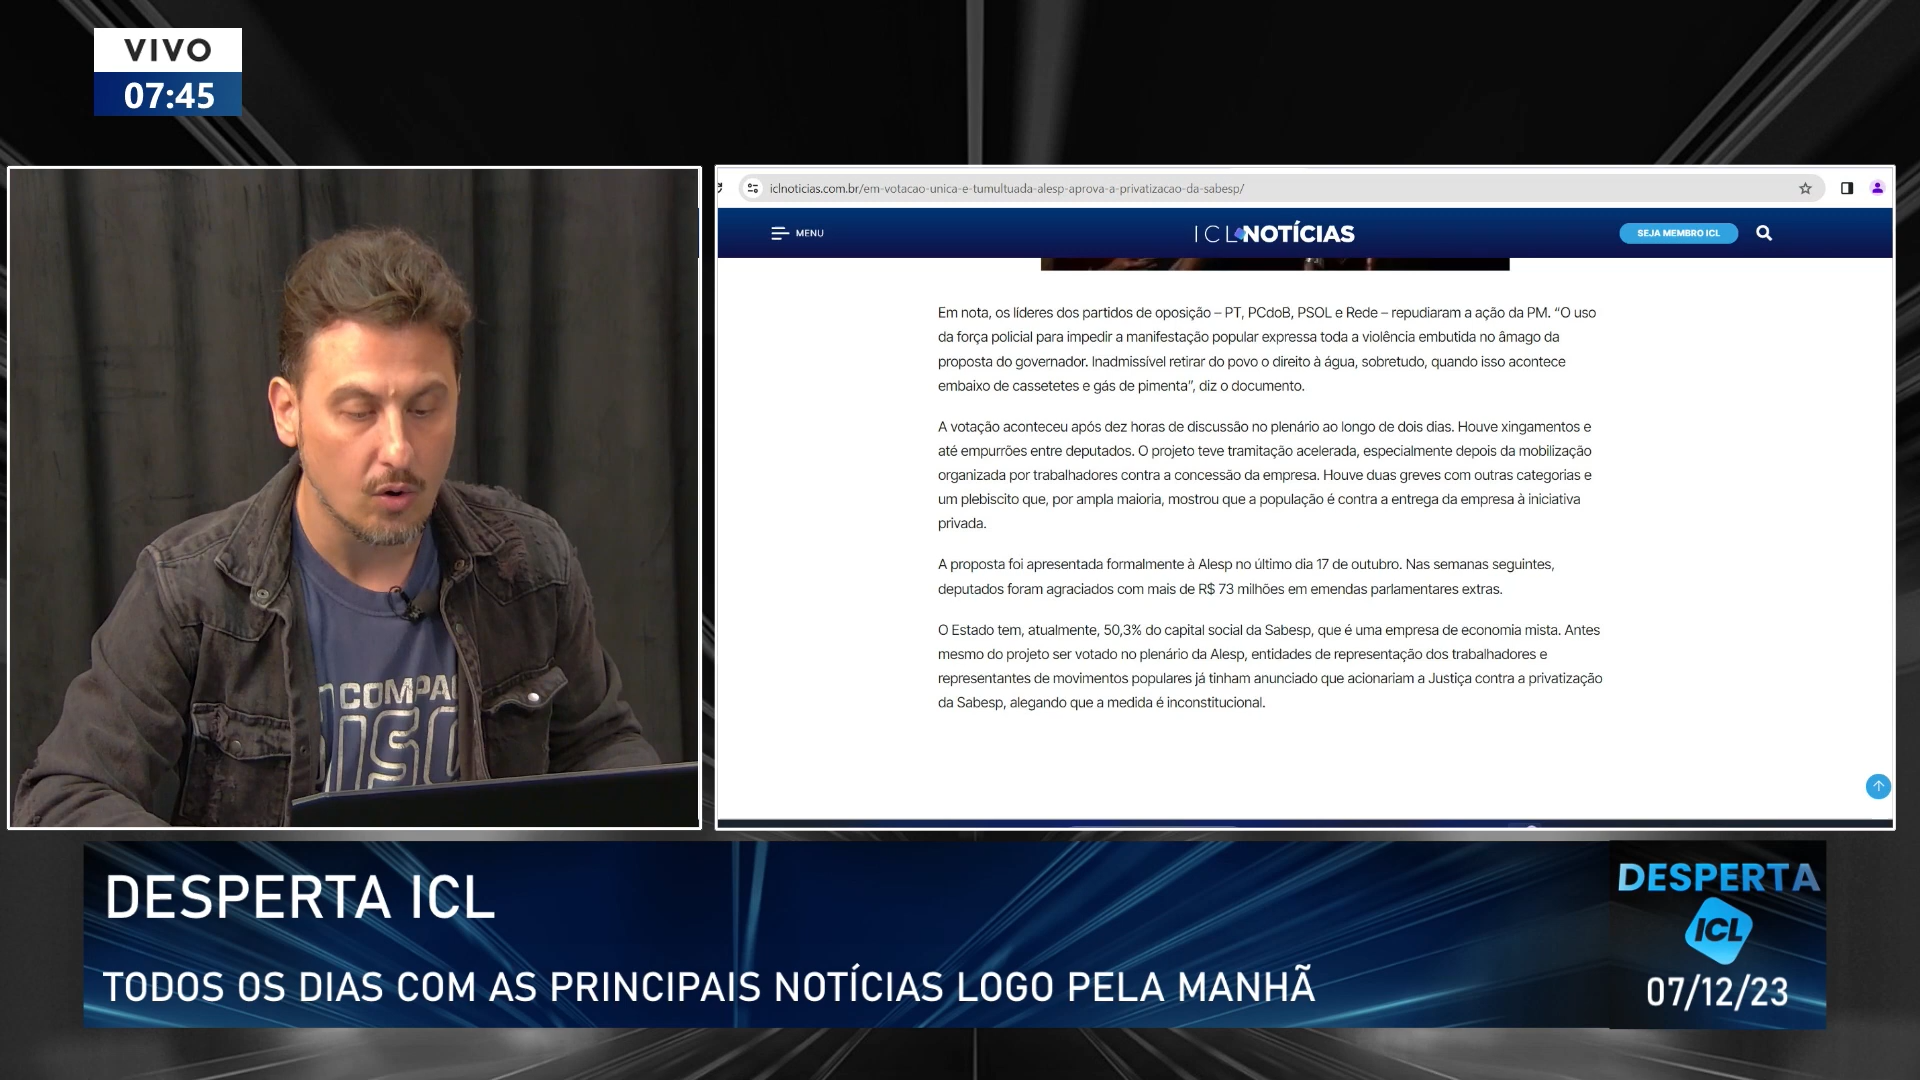 VIVO
07:45
iclnoticias.com.br/em-votacao-unica-e-tumultuada-alesp-aprova-a-privatizacao-da-sabesp/
MENU
ICL NOTÍCIAS
SEJA MEMBRO ICL
Em nota, os líderes dos partidos de oposição – PT, PCdoB, PSOL e Rede – repudiaram a ação da PM. “O uso
da força policial para impedir a manifestação popular expressa toda a violência embutida no âmago da
proposta do governador. Inadmissível retirar do povo o direito à água, sobretudo, quando isso acontece
embaixo de cassetetes e gás de pimenta”, diz o documento.
A votação aconteceu após dez horas de discussão no plenário ao longo de dois dias. Houve xingamentos e
até empurrões entre deputados. O projeto teve tramitação acelerada, especialmente depois da mobilização
organizada por trabalhadores contra a concessão da empresa. Houve duas greves com outras categorias e
um plebiscito que, por ampla maioria, mostrou que a população é contra a entrega da empresa à iniciativa
privada.
A proposta foi apresentada formalmente à Alesp no último dia 17 de outubro. Nas semanas seguintes,
deputados foram agraciados com mais de R$ 73 milhões em emendas parlamentares extras.
O Estado tem, atualmente, 50,3% do capital social da Sabesp, que é uma empresa de economia mista. Antes
mesmo do projeto ser votado no plenário da Alesp, entidades de representação dos trabalhadores e
representantes de movimentos populares já tinham anunciado que acionariam a Justiça contra a privatização
da Sabesp, alegando que a medida é inconstitucional.
COMPA
DISC
DESPERTA ICL
TODOS OS DIAS COM AS PRINCIPAIS NOTÍCIAS LOGO PELA MANHÃ
DESPERTA
ICL
07/12/23